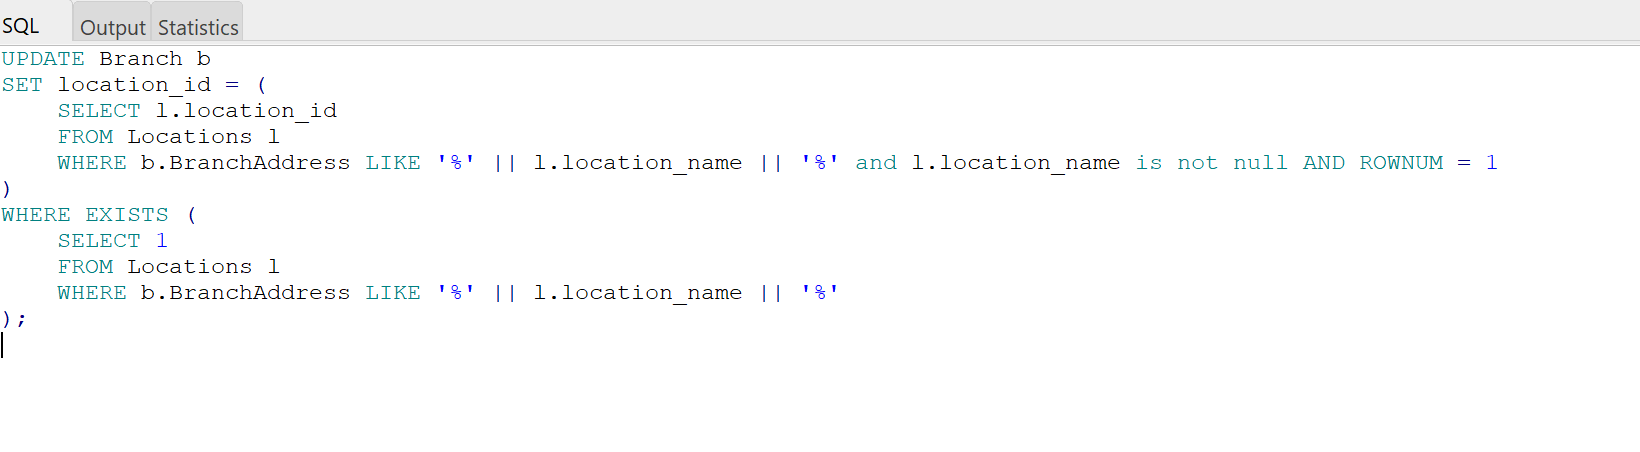 SQL Output Statistics
UPDATE Branch b
SET location_id = (
    SELECT l.location_id
    FROM Locations l
    WHERE b.BranchAddress LIKE '%' || l.location_name || '%' and l.location_name is not null AND ROWNUM = 1
)
WHERE EXISTS (
    SELECT 1
    FROM Locations l
    WHERE b.BranchAddress LIKE '%' || l.location_name || '%'
);